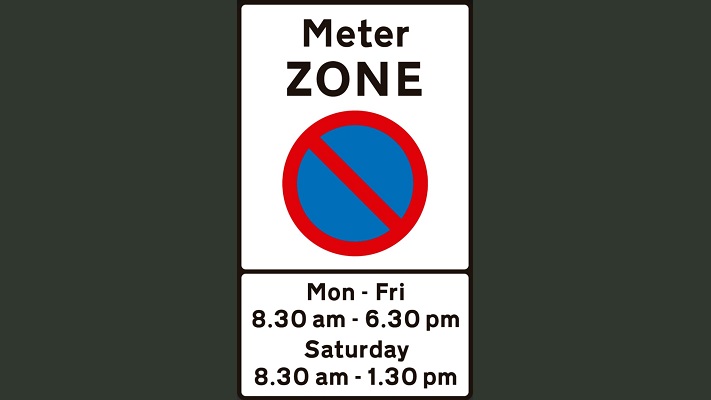 Meter
ZONE
Mon - Fri
8.30 am - 6.30 pm
Saturday
8.30 am - 1.30 pm